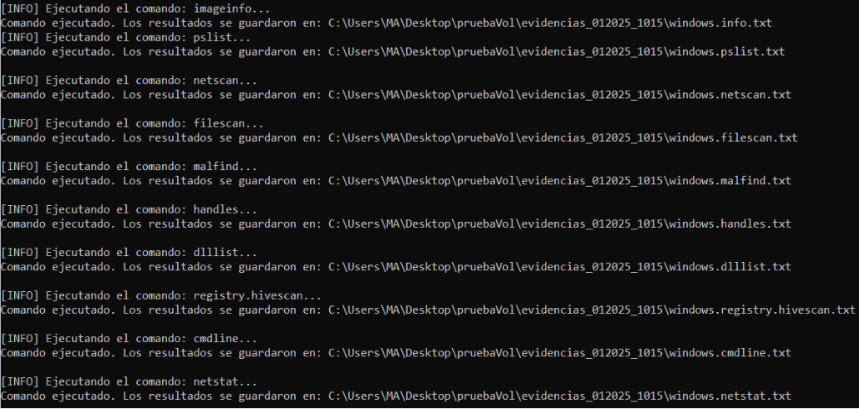 [INFO] Ejecutando el comando: imageinfo...
Comando ejecutado. Los resultados se guardaron en: C:\Users\MA\Desktop\pruebaVol\evidencias_012025_1015\windows.info.txt
[INFO] Ejecutando el comando: pslist...
Comando ejecutado. Los resultados se guardaron en: C:\Users\MA\Desktop\pruebaVol\evidencias_012025_1015\windows.pslist.txt
[INFO] Ejecutando el comando: netscan...
Comando ejecutado. Los resultados se guardaron en: C:\Users\MA\Desktop\pruebaVol\evidencias_012025_1015\windows.netscan.txt
[INFO] Ejecutando el comando: filescan...
Comando ejecutado. Los resultados se guardaron en: C:\Users\MA\Desktop\pruebaVol\evidencias_012025_1015\windows.filescan.txt
[INFO] Ejecutando el comando: malfind...
Comando ejecutado. Los resultados se guardaron en: C:\Users\MA\Desktop\pruebaVol\evidencias_012025_1015\windows.malfind.txt
[INFO] Ejecutando el comando: handles...
Comando ejecutado. Los resultados se guardaron en: C:\Users\MA\Desktop\pruebaVol\evidencias_012025_1015\windows.handles.txt
[INFO] Ejecutando el comando: dlllist...
Comando ejecutado. Los resultados se guardaron en: C:\Users\MA\Desktop\pruebaVol\evidencias_012025_1015\windows.dlllist.txt
[INFO] Ejecutando el comando: registry.hivescan...
Comando ejecutado. Los resultados se guardaron en: C:\Users\MA\Desktop\pruebaVol\evidencias_012025_1015\windows.registry.hivescan.txt
[INFO] Ejecutando el comando: cmdline...
Comando ejecutado. Los resultados se guardaron en: C:\Users\MA\Desktop\pruebaVol\evidencias_012025_1015\windows.cmdline.txt
[INFO] Ejecutando el comando: netstat...
Comando ejecutado. Los resultados se guardaron en: C:\Users\MA\Desktop\pruebaVol\evidencias_012025_1015\windows.netstat.txt